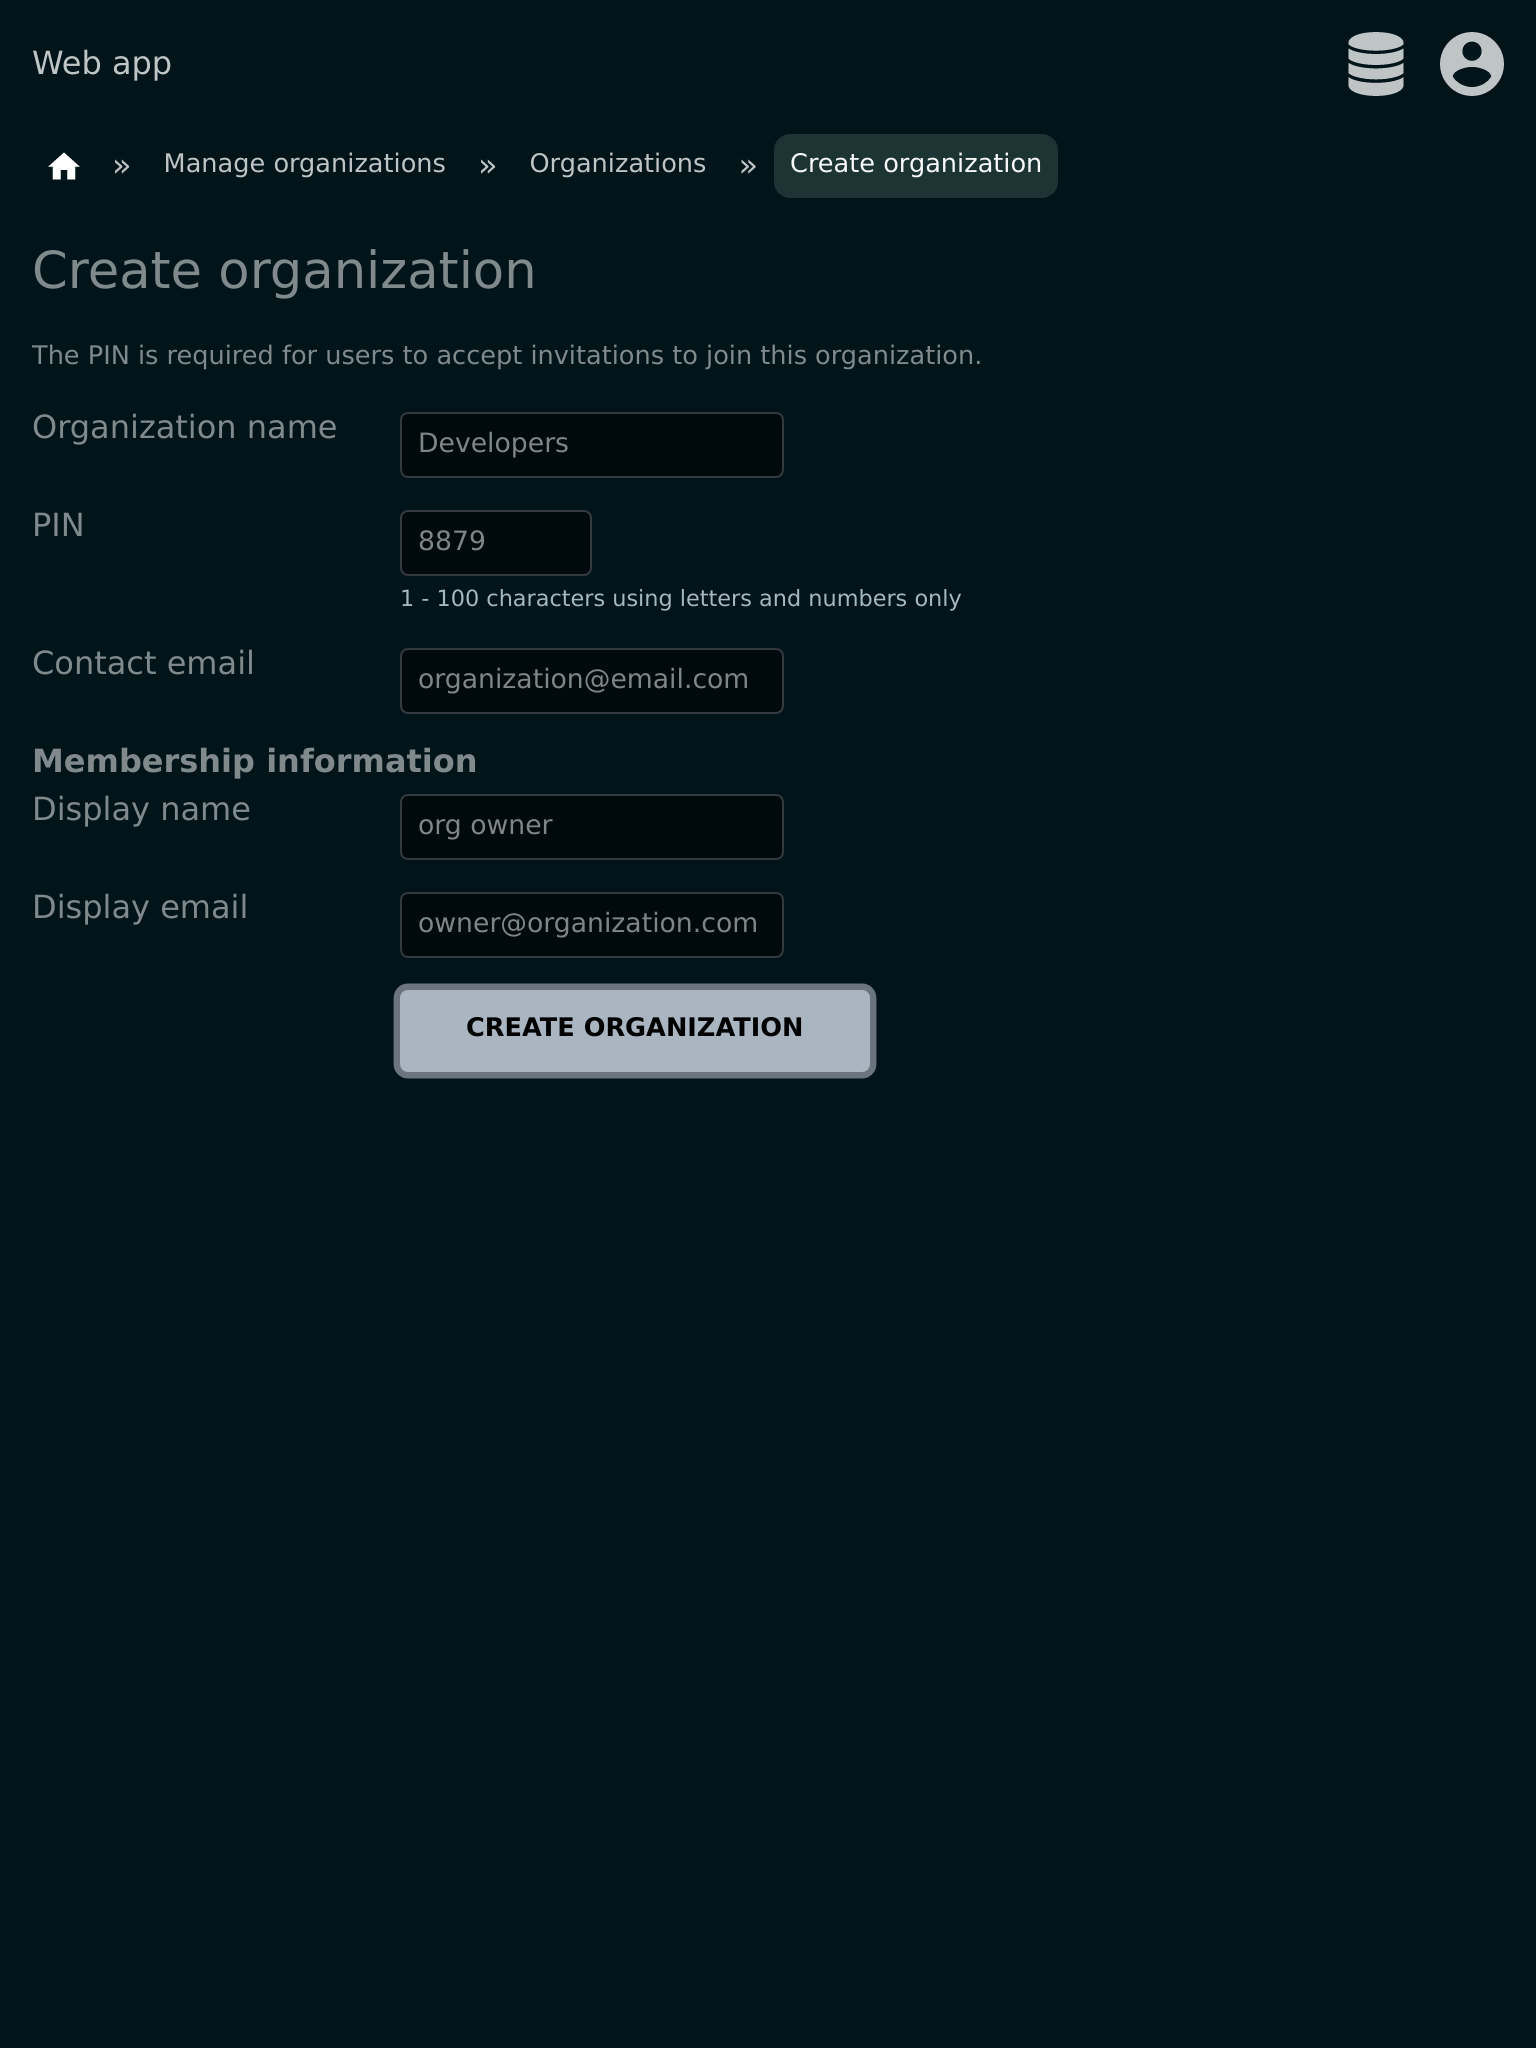 Web app
» Manage organizations » Organizations » Create organization
Create organization
The PIN is required for users to accept invitations to join this organization.
Organization name
Developers
PIN
8879
1 - 100 characters using letters and numbers only
Contact email
organization@email.com
Membership information
Display name
org owner
Display email
owner@organization.com
CREATE ORGANIZATION